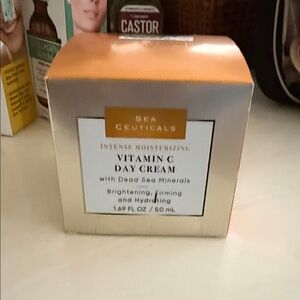 CASTOR
SEA
CEUTICALS
INTENSE MOISTURIZING
VITAMIN C
DAY CREAM
with Dead Sea Minerals
Brightening, Firming
and Hydrating
1.69 FL OZ / 50 mL